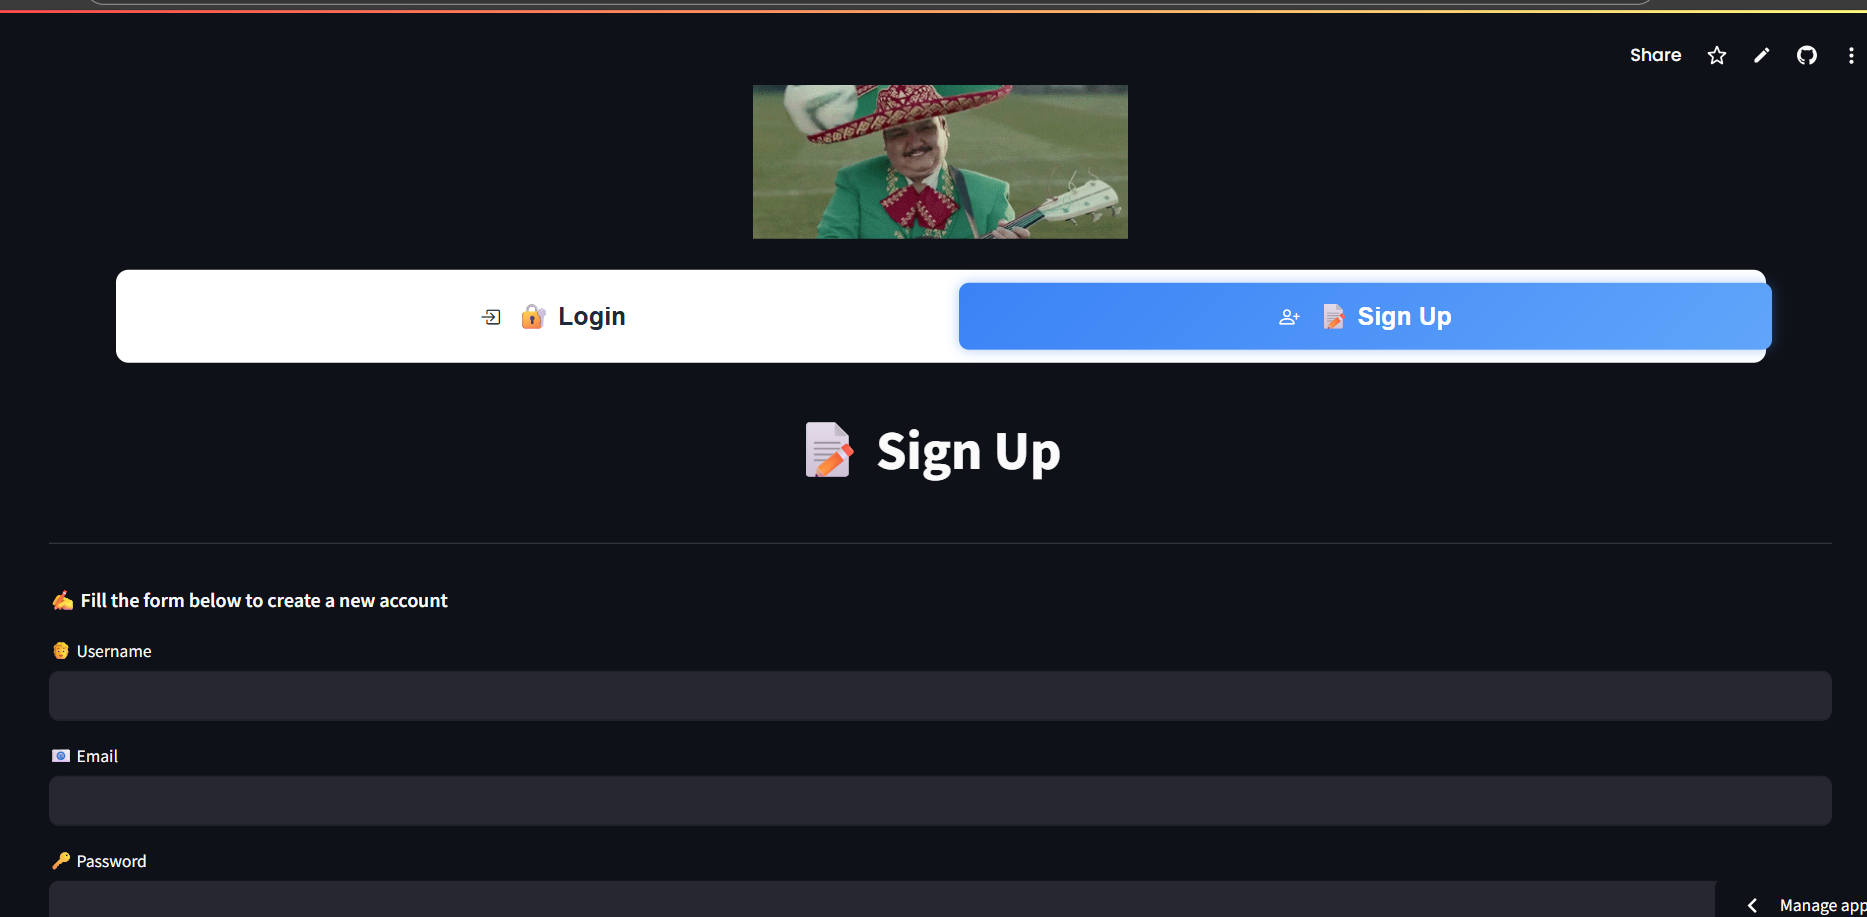 Share
Login
Sign Up
Sign Up
Fill the form below to create a new account
Username
Email
Password
Manage app